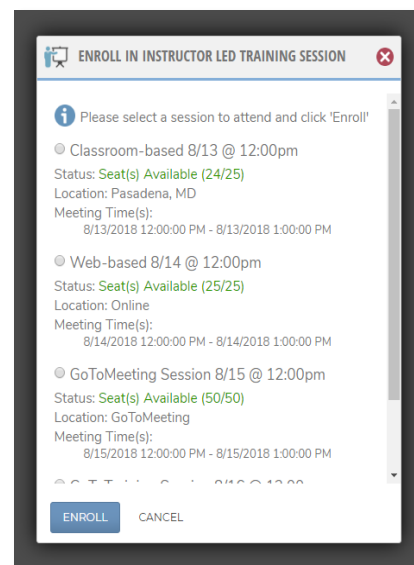 ENROLL IN INSTRUCTOR LED TRAINING SESSION
Please select a session to attend and click 'Enroll'
Classroom-based 8/13 @ 12:00pm
Status: Seat(s) Available (24/25)
Location: Pasadena, MD
Meeting Time(s):
8/13/2018 12:00:00 PM - 8/13/2018 1:00:00 PM
Web-based 8/14 @ 12:00pm
Status: Seat(s) Available (25/25)
Location: Online
Meeting Time(s):
8/14/2018 12:00:00 PM - 8/14/2018 1:00:00 PM
GoToMeeting Session 8/15 @ 12:00pm
Status: Seat(s) Available (50/50)
Location: GoToMeeting
Meeting Time(s):
8/15/2018 12:00:00 PM - 8/15/2018 1:00:00 PM
ENROLL
CANCEL